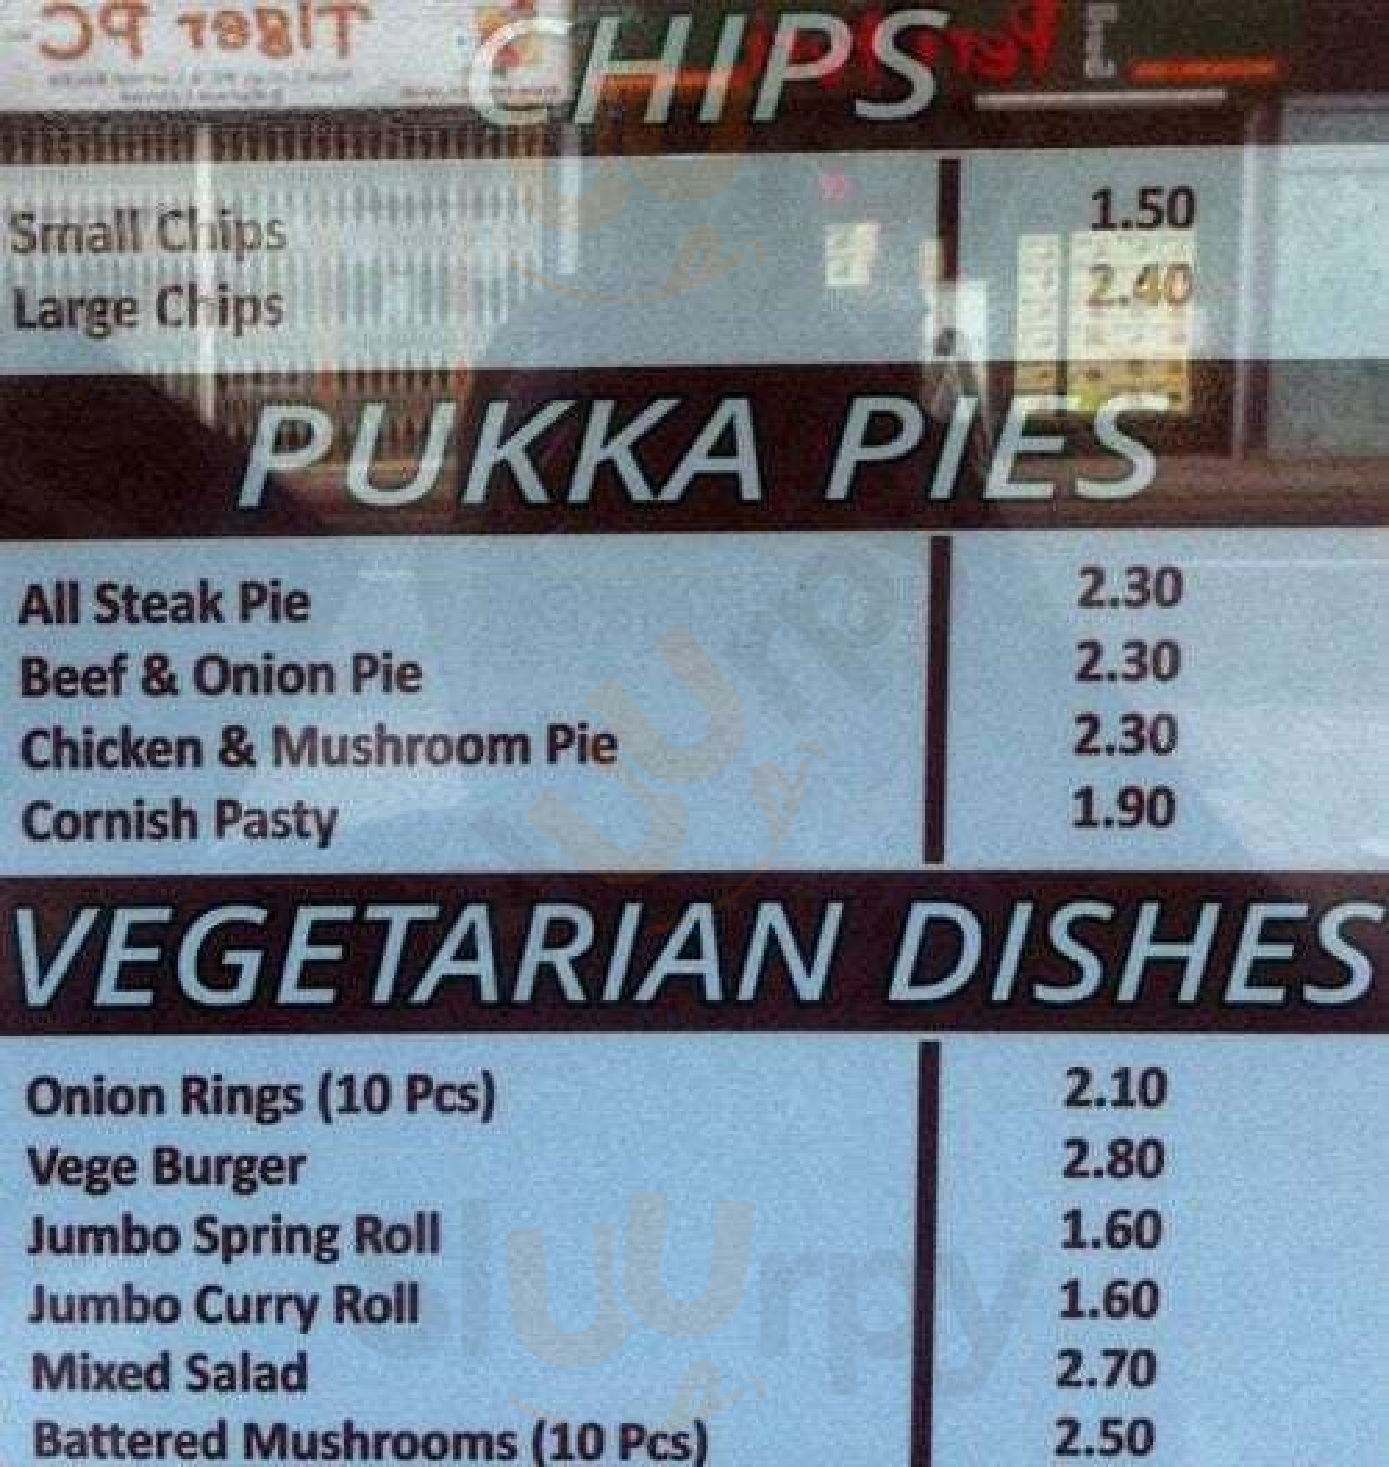 Tiger PC
CHIPS
Small Chips 1.50
Large Chips 2.40
PUKKA PIES
All Steak Pie 2.30
Beef & Onion Pie 2.30
Chicken & Mushroom Pie 2.30
Cornish Pasty 1.90
VEGETARIAN DISHES
Onion Rings (10 Pcs) 2.10
Vege Burger 2.80
Jumbo Spring Roll 1.60
Jumbo Curry Roll 1.60
Mixed Salad 2.70
Battered Mushrooms (10 Pcs) 2.50
sluurpy